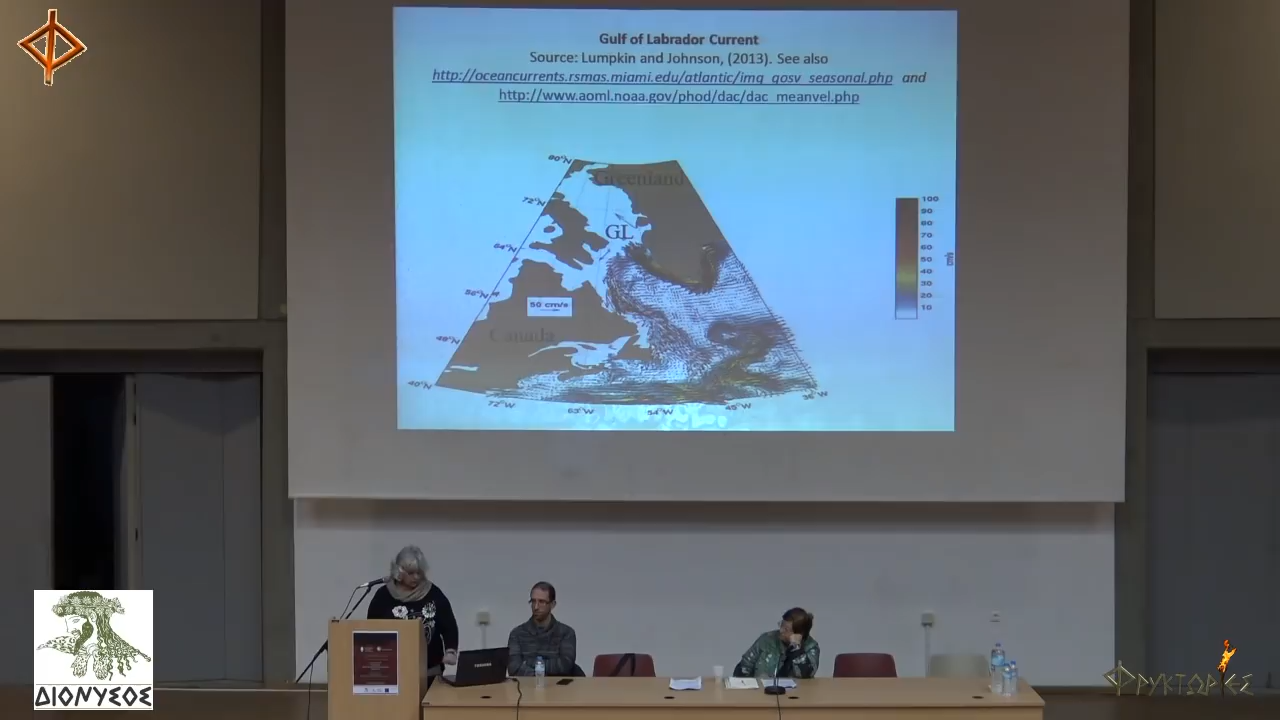 Gulf of Labrador Current
Source: Lumpkin and Johnson, (2013). See also
http://oceancurrents.rsmas.miami.edu/atlantic/img_gosv_seasonal.php and
http://www.aoml.noaa.gov/phod/dac/dac_meanvel.php
80°N
Greenland
72°N
GL
64°N
56°N
50 cm/s
Canada
48°N
40°N
72°W
63°W
54°W
45°W
36°W
100
90
80
70
60
50
40
30
20
10
ΔΙΟΝΥΣΟΣ
ΦΡΥΚΤΩΡΙΕΣ